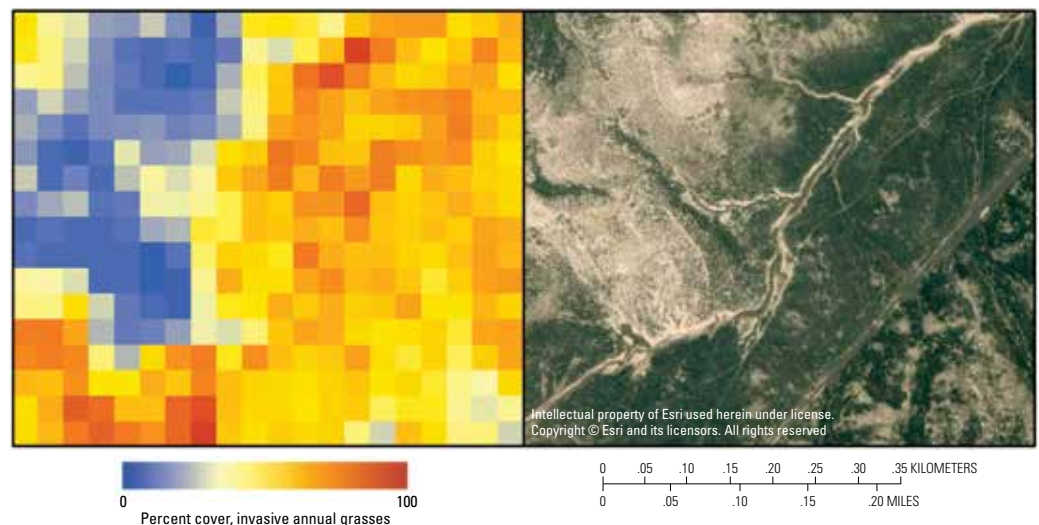 Intellectual property of Esri used herein under license.
Copyright © Esri and its licensors. All rights reserved
0 100
Percent cover, invasive annual grasses
0 .05 .10 .15 .20 .25 .30 .35 KILOMETERS
0 .05 .10 .15 .20 MILES